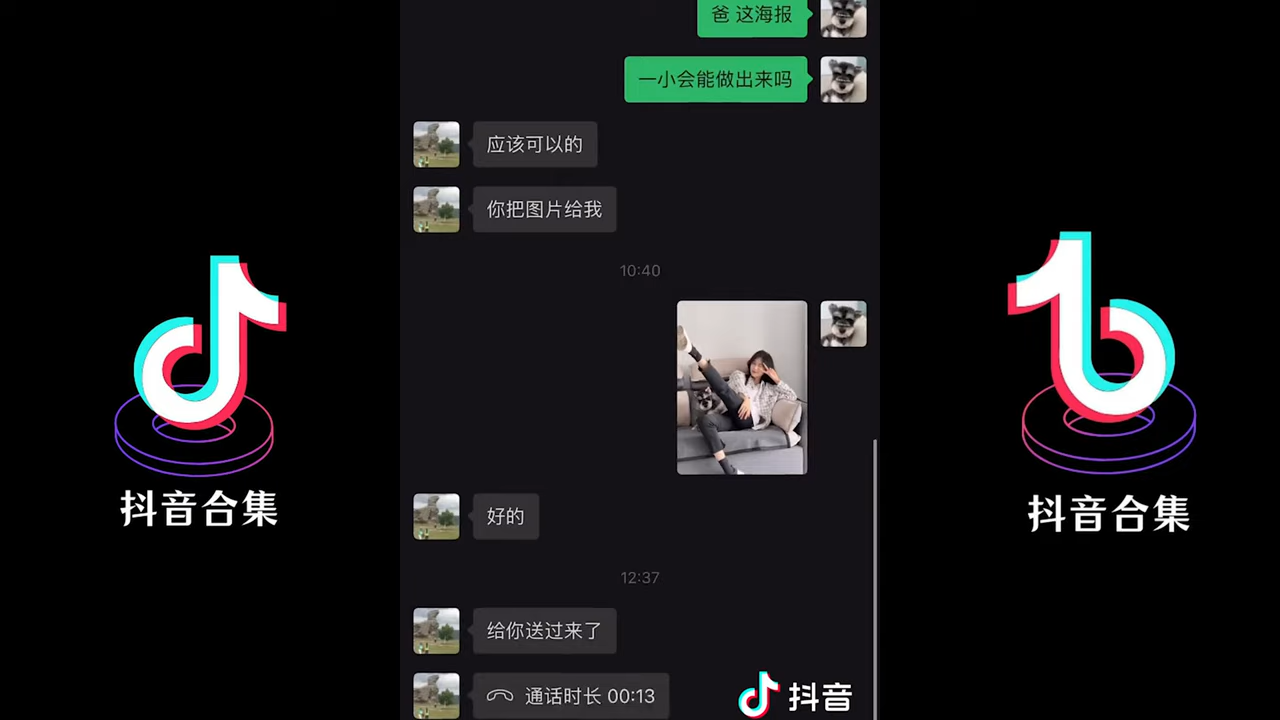 爸 这海报
一小会能做出来吗
应该可以的
你把图片给我
10:40
好的
12:37
给你送过来了
通话时长 00:13
抖音合集
抖音合集
抖音